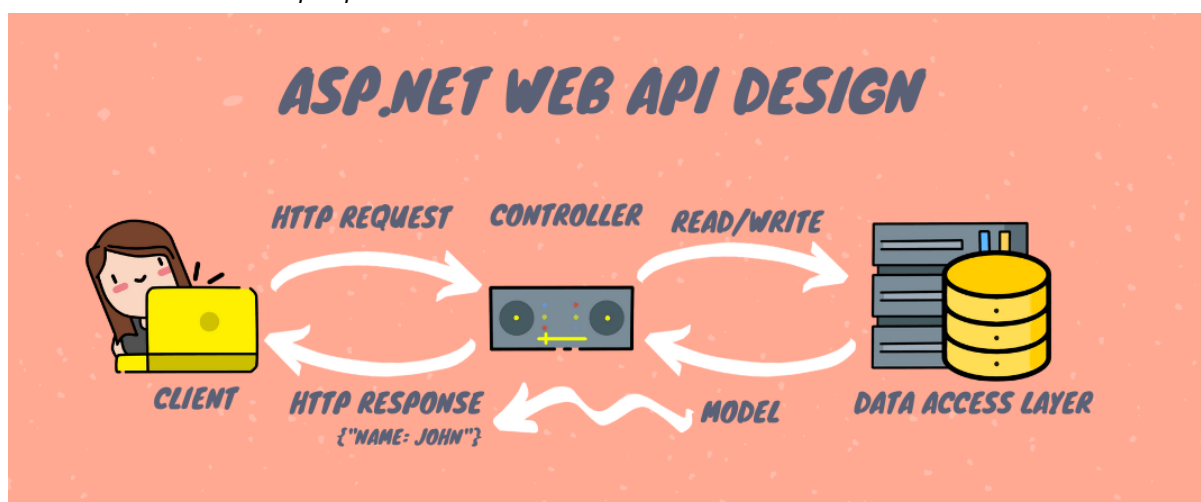 ASP.NET WEB API DESIGN
HTTP REQUEST
CONTROLLER
READ/WRITE
CLIENT
HTTP RESPONSE
{"NAME: JOHN"}
MODEL
DATA ACCESS LAYER